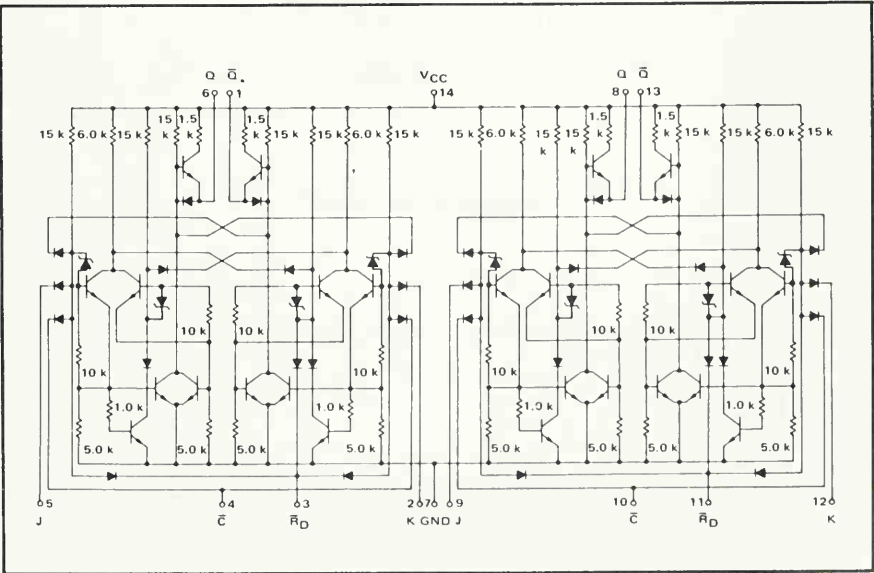 Q Q̄ VCC Q Q̄
6 1 14 8 13
1.5 1.5 1.5 1.5
15 k 6.0 k 15 k 15 k k k 15 k 15 k 6.0 k 15 k 15 k 6.0 k 15 k 15 k k k 15 k 15 k 6.0 k 15 k
10 k 10 k 10 k 10 k
10 k 10 k 10 k 10 k
1.0 k 1.0 k 1.0 k 1.0 k
5.0 k 5.0 k 5.0 k 5.0 k 5.0 k 5.0 k 5.0 k 5.0 k
5 4 3 2 7 9 10 11 12
J C̄ R̄D K GND J C̄ R̄D K